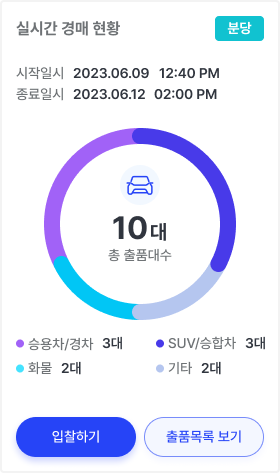 실시간 경매 현황 분당
시작일시 2023.06.09 12:40 PM
종료일시 2023.06.12 02:00 PM
10대
총 출품대수
승용차/경차 3대 SUV/승합차 3대
화물 2대 기타 2대
입찰하기 출품목록 보기